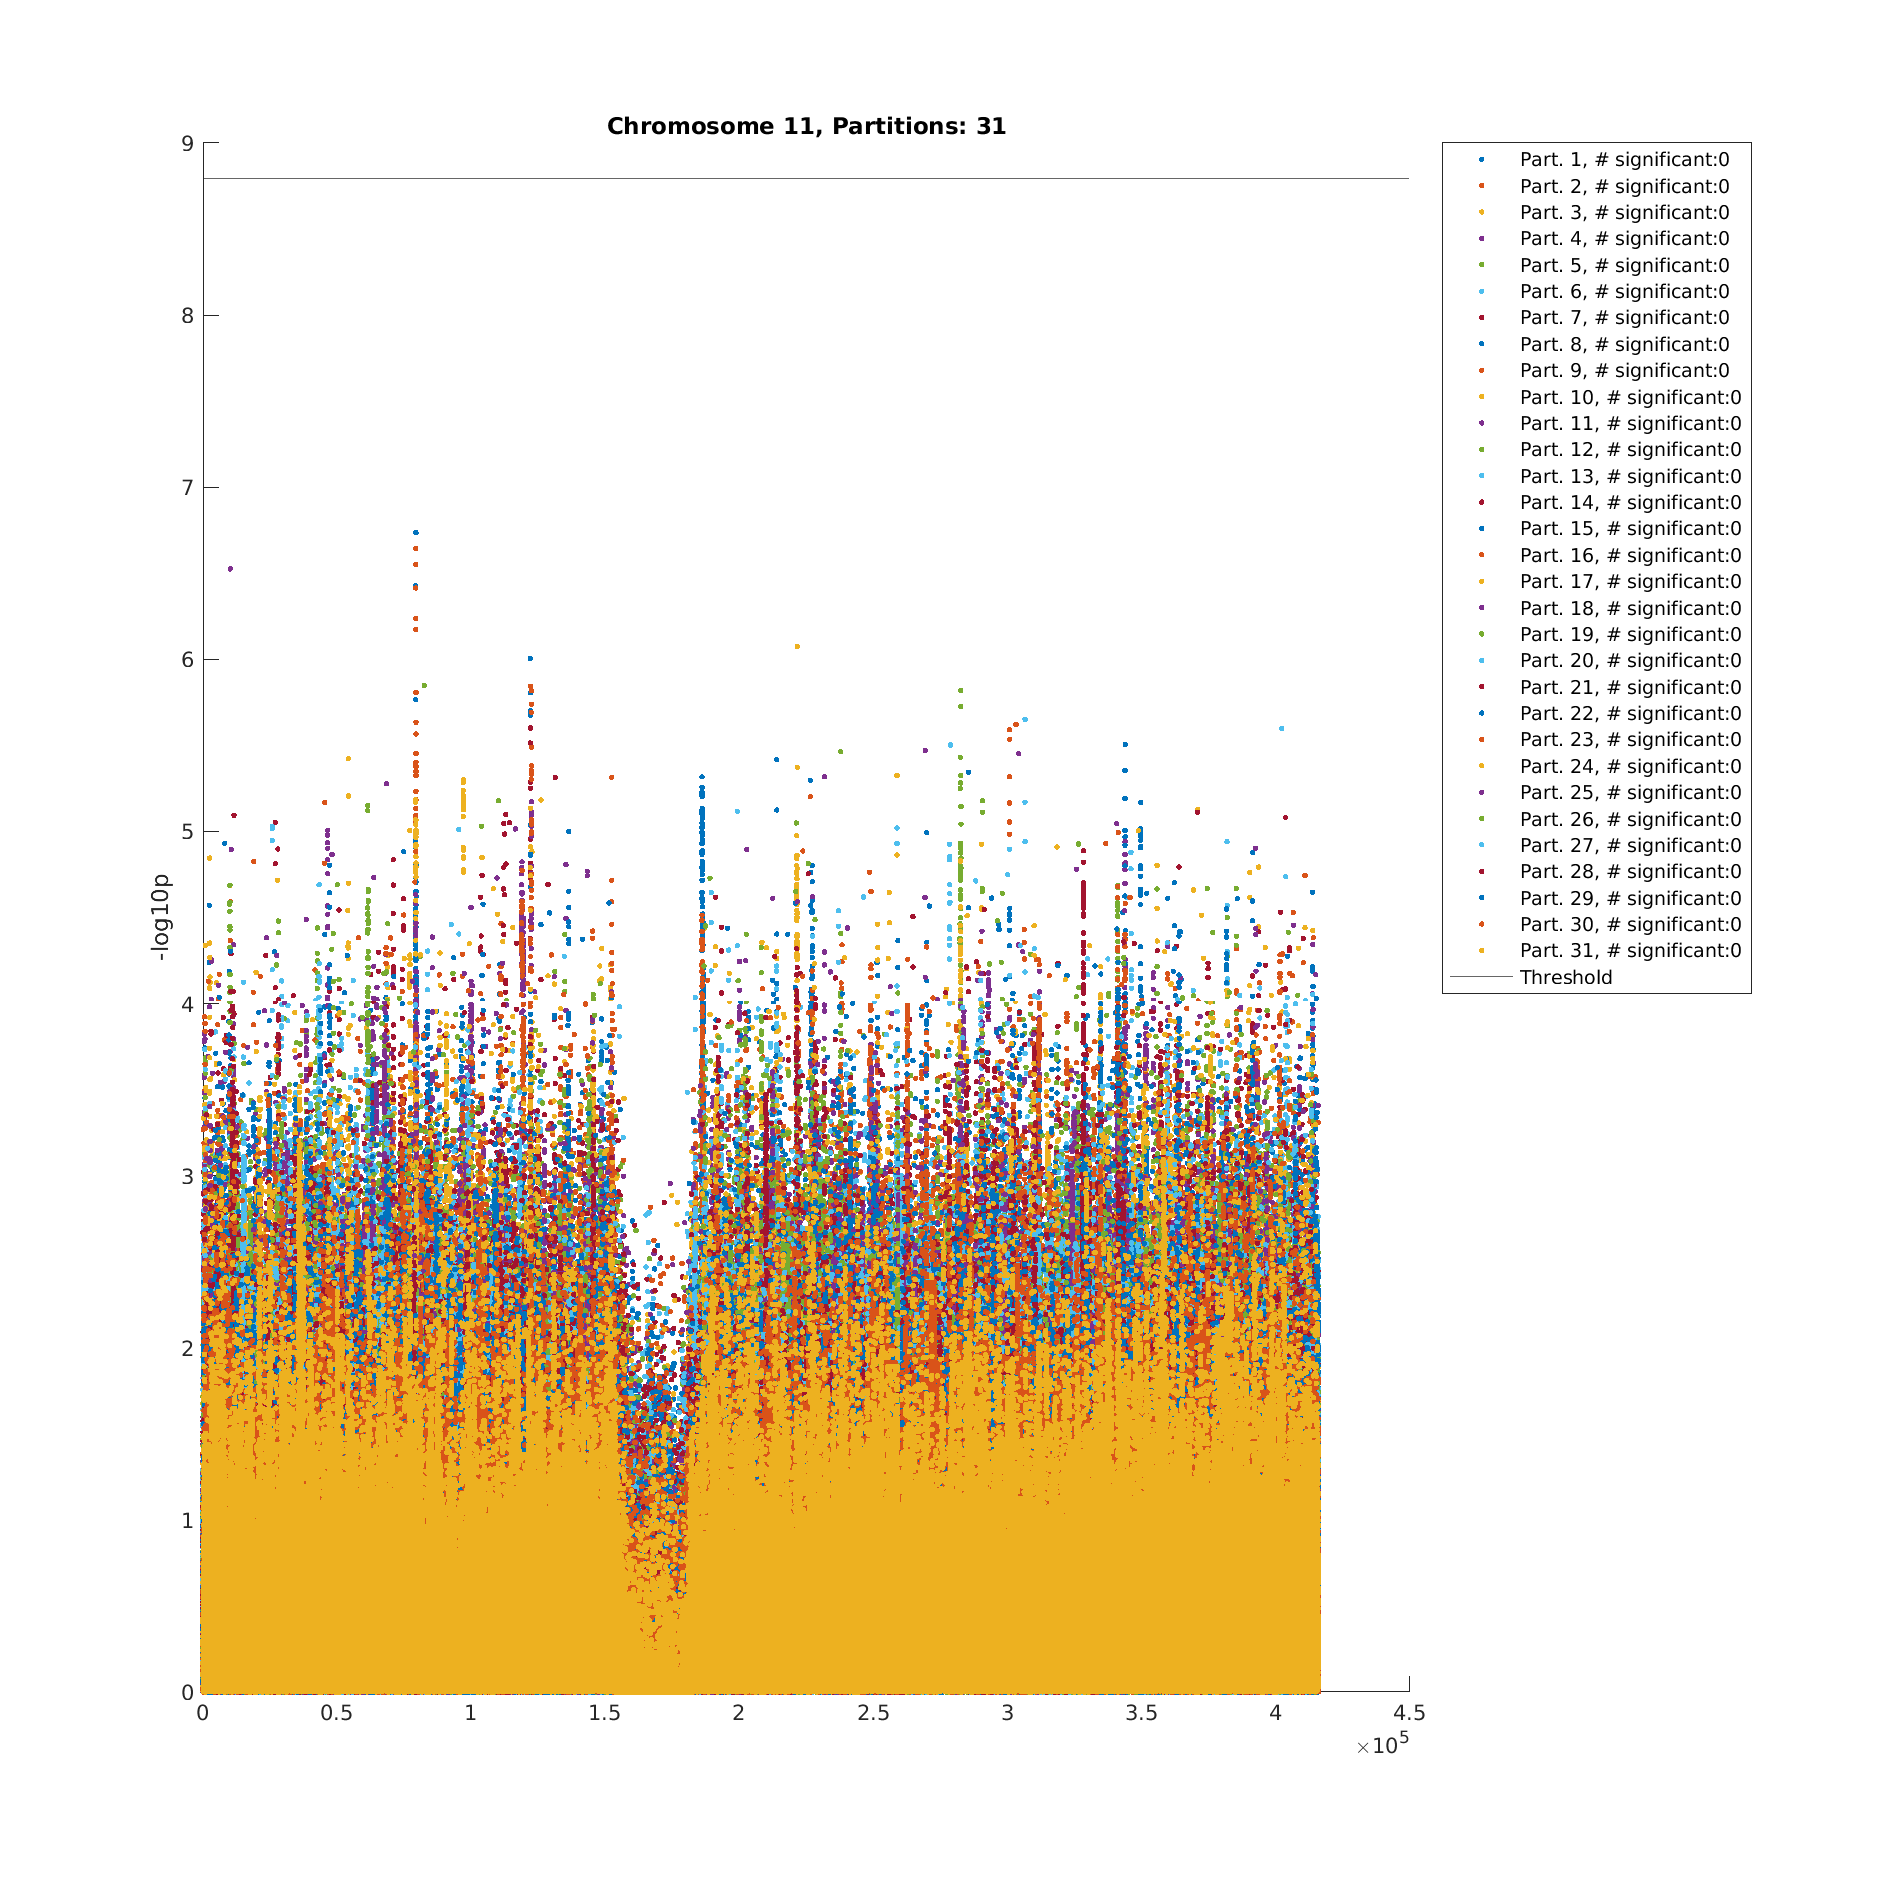 Chromosome 11, Partitions: 31
9
8
7
6
5
4
3
2
1
0
-log10p
0 0.5 1 1.5 2 2.5 3 3.5 4 4.5
×10^5
Part. 1, # significant:0
Part. 2, # significant:0
Part. 3, # significant:0
Part. 4, # significant:0
Part. 5, # significant:0
Part. 6, # significant:0
Part. 7, # significant:0
Part. 8, # significant:0
Part. 9, # significant:0
Part. 10, # significant:0
Part. 11, # significant:0
Part. 12, # significant:0
Part. 13, # significant:0
Part. 14, # significant:0
Part. 15, # significant:0
Part. 16, # significant:0
Part. 17, # significant:0
Part. 18, # significant:0
Part. 19, # significant:0
Part. 20, # significant:0
Part. 21, # significant:0
Part. 22, # significant:0
Part. 23, # significant:0
Part. 24, # significant:0
Part. 25, # significant:0
Part. 26, # significant:0
Part. 27, # significant:0
Part. 28, # significant:0
Part. 29, # significant:0
Part. 30, # significant:0
Part. 31, # significant:0
Threshold